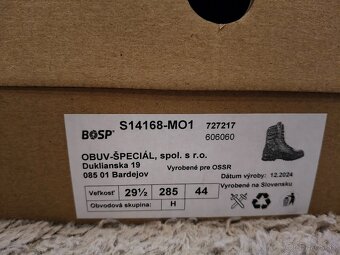 BOSP® S14168-MO1 727217
606060
OBUV-ŠPECIÁL, spol. s r.o.
Duklianska 19
085 01 Bardejov
Vyrobené pre OSSR
Dátum výroby: 12.2024
Vyrobené na Slovensku
Veľkosť 29½ 285 44
Obvodová skupina: H